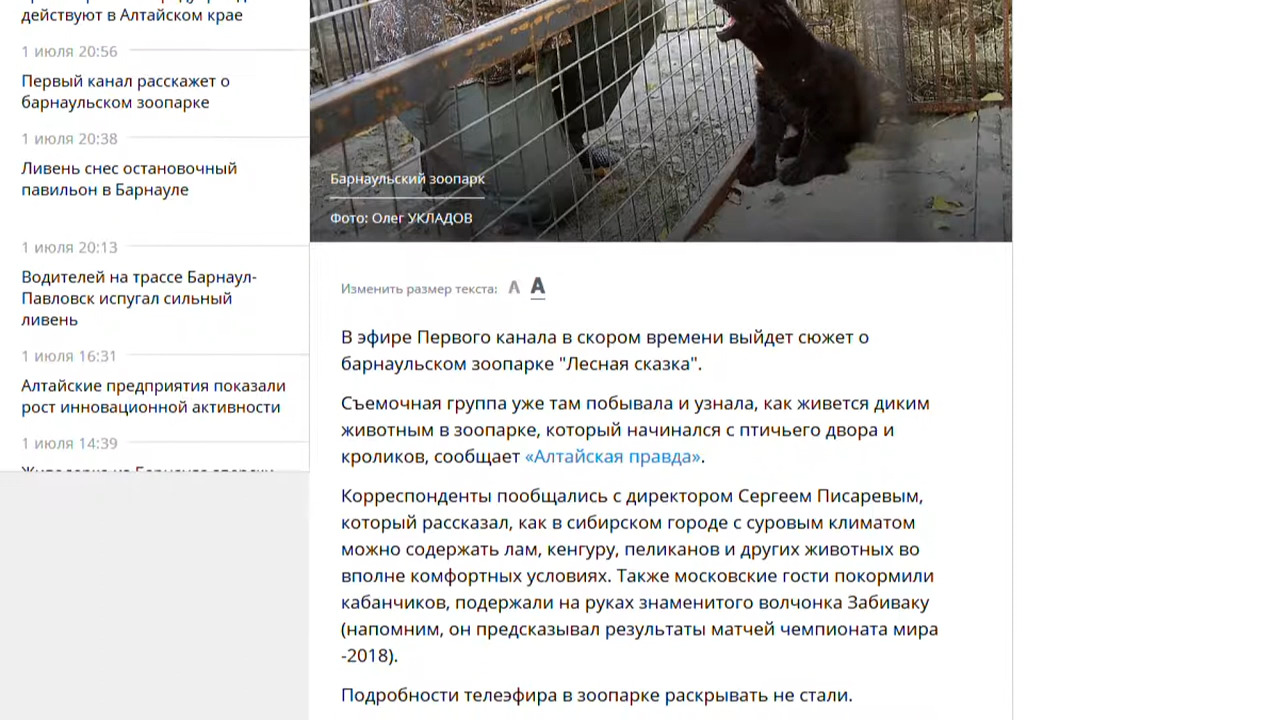 действуют в Алтайском крае
1 июля 20:56
Первый канал расскажет о
барнаульском зоопарке
1 июля 20:38
Ливень снес остановочный
павильон в Барнауле
1 июля 20:13
Водителей на трассе Барнаул-
Павловск испугал сильный
ливень
1 июля 16:31
Алтайские предприятия показали
рост инновационной активности
1 июля 14:39
Барнаульский зоопарк
Фото: Олег УКЛАДОВ
Изменить размер текста: А А
В эфире Первого канала в скором времени выйдет сюжет о
барнаульском зоопарке "Лесная сказка".
Съемочная группа уже там побывала и узнала, как живется диким
животным в зоопарке, который начинался с птичьего двора и
кроликов, сообщает «Алтайская правда».
Корреспонденты пообщались с директором Сергеем Писаревым,
который рассказал, как в сибирском городе с суровым климатом
можно содержать лам, кенгуру, пеликанов и других животных во
вполне комфортных условиях. Также московские гости покормили
кабанчиков, подержали на руках знаменитого волчонка Забиваку
(напомним, он предсказывал результаты матчей чемпионата мира
-2018).
Подробности телеэфира в зоопарке раскрывать не стали.